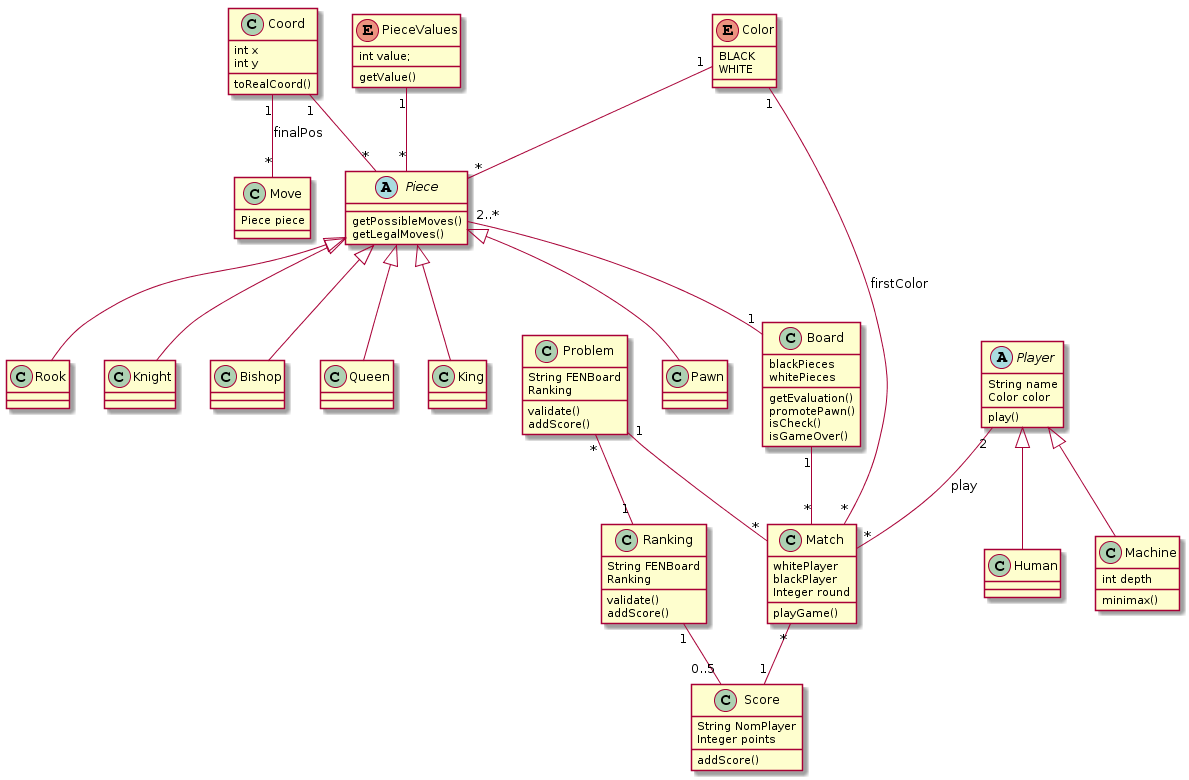 C Coord
int x
int y
toRealCoord()
E PieceValues
int value;
getValue()
E Color
BLACK
WHITE
1
1
1
1
1
finalPos
*
*
*
*
C Move
Piece piece
A Piece
getPossibleMoves()
getLegalMoves()
2..*
firstColor
1
C Rook
C Knight
C Bishop
C Queen
C King
C Problem
String FENBoard
Ranking
validate()
addScore()
C Pawn
C Board
blackPieces
whitePieces
getEvaluation()
promotePawn()
isCheck()
isGameOver()
A Player
String name
Color color
play()
1
*
1
2
play
1
*
*
*
*
C Ranking
String FENBoard
Ranking
validate()
addScore()
C Match
whitePlayer
blackPlayer
Integer round
playGame()
C Human
C Machine
int depth
minimax()
1
*
0..5
1
C Score
String NomPlayer
Integer points
addScore()